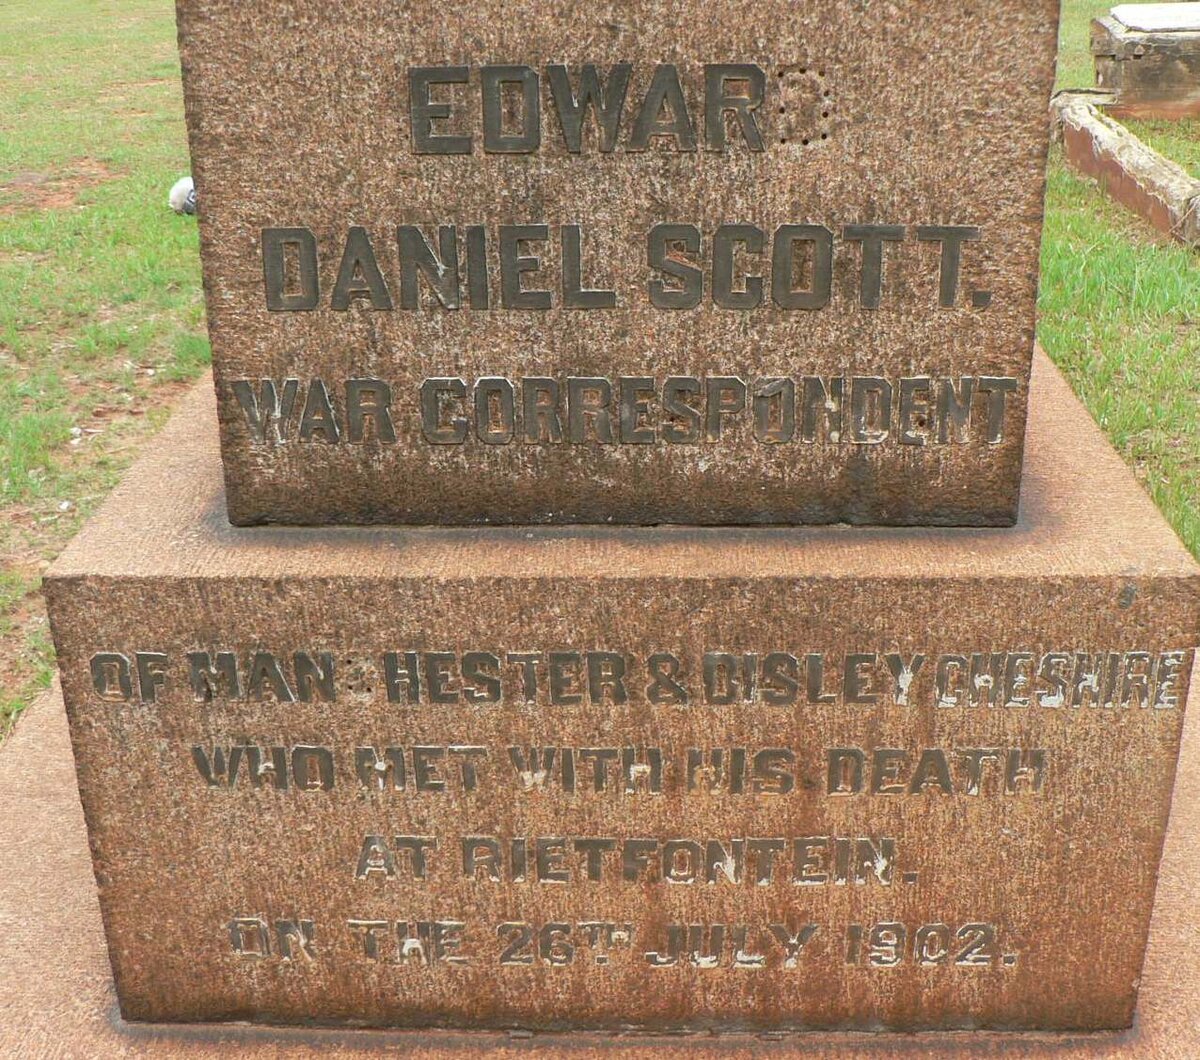 EDWAR
DANIEL SCOTT.
WAR CORRESPONDENT
OF MAN HESTER & DISLEY CHESHIRE
WHO MET WITH HIS DEATH
AT RIETFONTEIN.
ON THE 26TH JULY 1902.